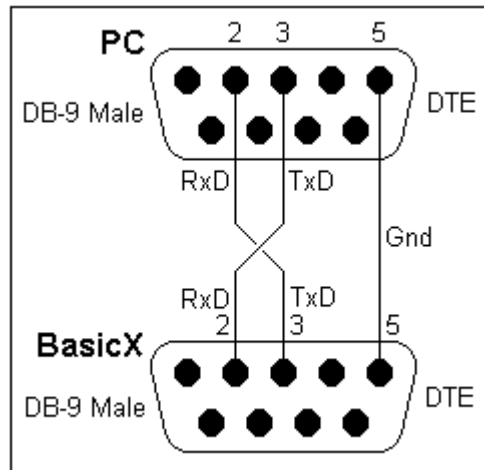 PC 2 3 5
DB-9 Male DTE
RxD TxD
Gnd
RxD TxD
BasicX 2 3 5
DB-9 Male DTE